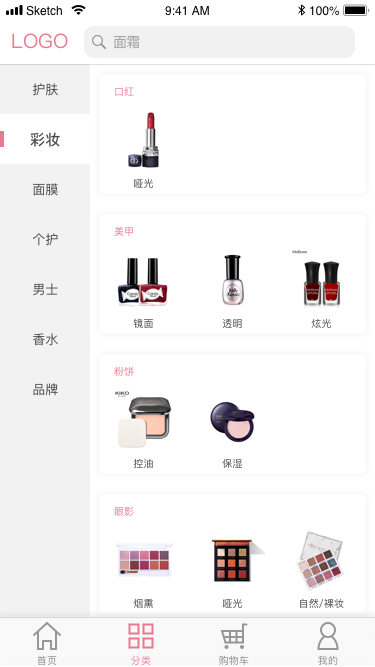 Sketch 9:41 AM 100%
LOGO 面霜
护肤
彩妆
面膜
个护
男士
香水
品牌
口红
哑光
美甲
镜面 透明 炫光
粉饼
KIKO
控油 保湿
眼影
烟熏 哑光 自然/裸妆
首页 分类 购物车 我的